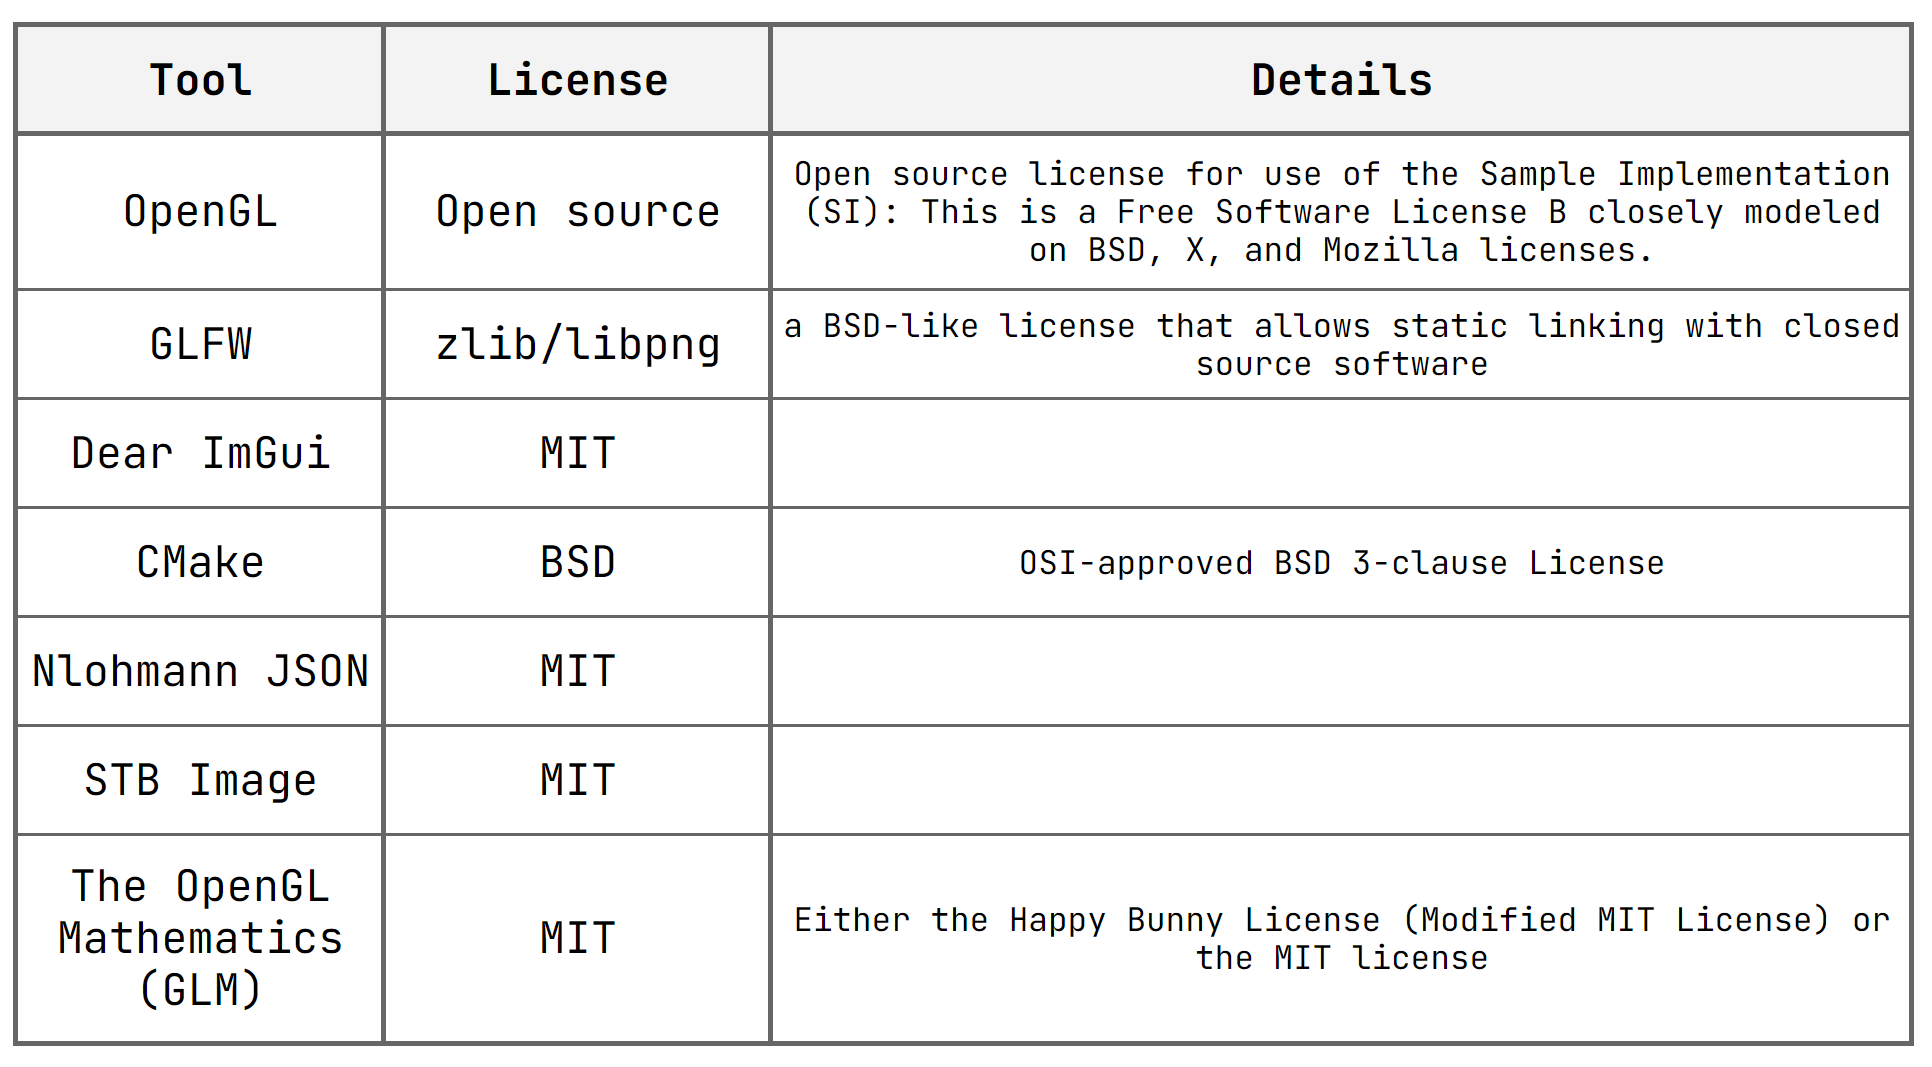 Tool License Details
OpenGL Open source Open source license for use of the Sample Implementation
(SI): This is a Free Software License B closely modeled
on BSD, X, and Mozilla licenses.
GLFW zlib/libpng a BSD-like license that allows static linking with closed
source software
Dear ImGui MIT
CMake BSD OSI-approved BSD 3-clause License
Nlohmann JSON MIT
STB Image MIT
The OpenGL
Mathematics
(GLM)
MIT
Either the Happy Bunny License (Modified MIT License) or
the MIT license